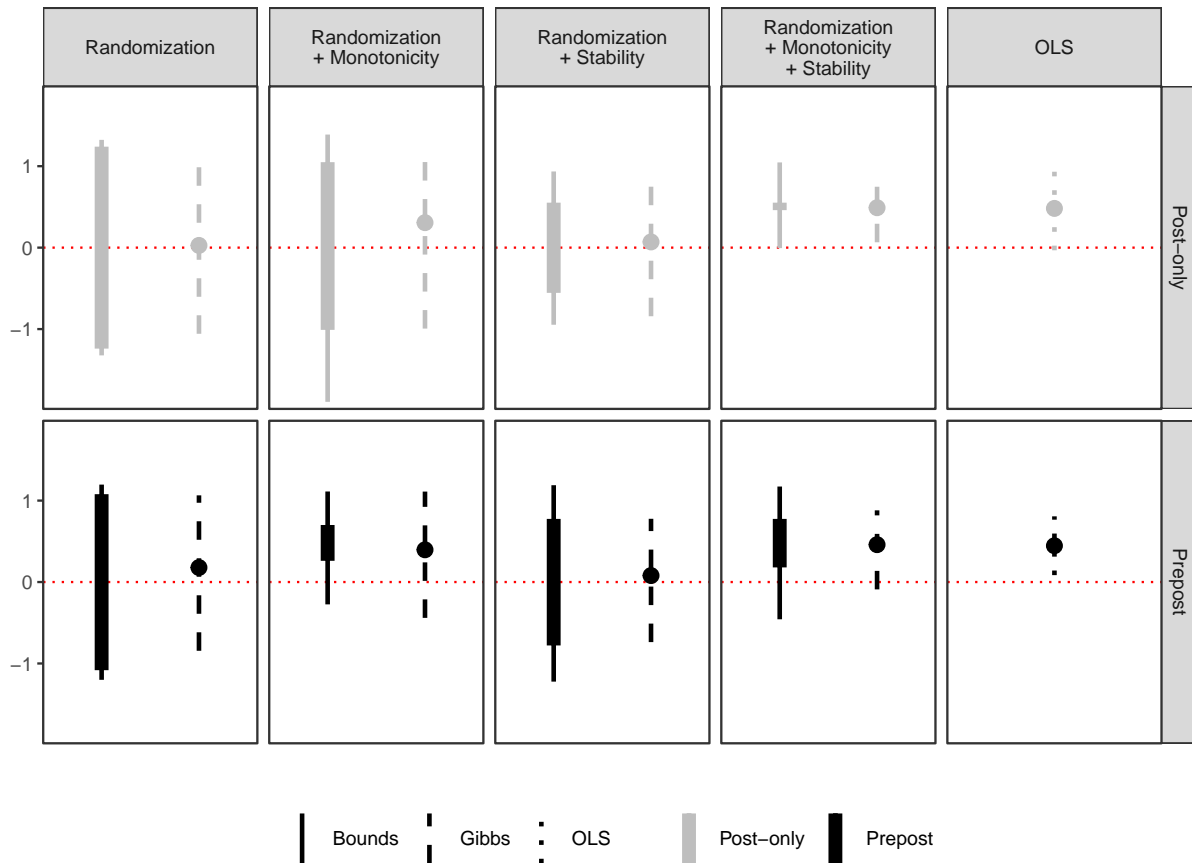 Randomization
Randomization
+ Monotonicity
Randomization
+ Stability
Randomization
+ Monotonicity
+ Stability
OLS
1
0
−1
Post−only
1
0
−1
Prepost
Bounds
Gibbs
OLS
Post−only
Prepost